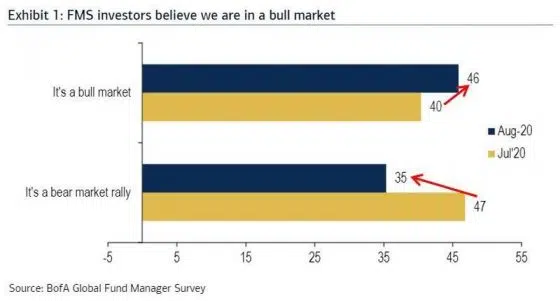 Exhibit 1: FMS investors believe we are in a bull market
It's a bull market
46
40
Aug-20
Jul'20
It's a bear market rally
35
47
-5 5 15 25 35 45 55
Source: BofA Global Fund Manager Survey